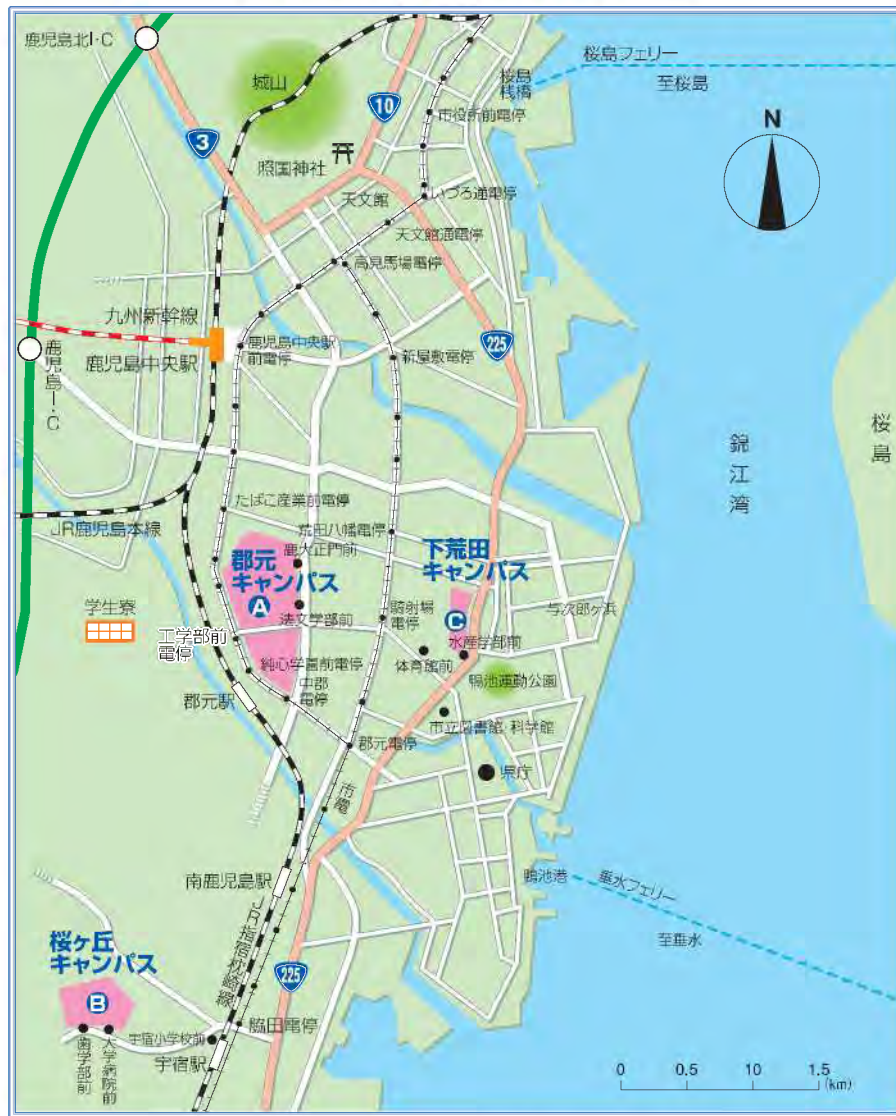 鹿児島北I・C
城山
桜島フェリー
桜島
桟橋
至桜島
10
市役所前電停
3
N
照国神社
天文館
いづろ通電停
天文館通電停
高見馬場電停
九州新幹線
鹿児島中央駅
前電停
225
新屋敷電停
鹿児島中央駅
鹿児島I・C
桜島
錦江湾
たばこ産業前電停
JR鹿児島本線
荒田八幡電停
鹿大正門前
郡元
キャンパス
A
下荒田
キャンパス
C
学生寮
法文学部前
騎射場
電停
与次郎ヶ浜
工学部前
電停
水産学部前
体育館前
純心学園前電停
鴨池運動公園
中郡
電停
郡元駅
市立図書館・科学館
郡元電停
県庁
市電
南鹿児島駅
鴨池港
垂水フェリー
至垂水
JR指宿枕崎線
桜ヶ丘
キャンパス
225
B
脇田電停
宇宿小学校前
宇宿駅
歯学部前
大学病院前
0 0.5 1.0 1.5
(km)